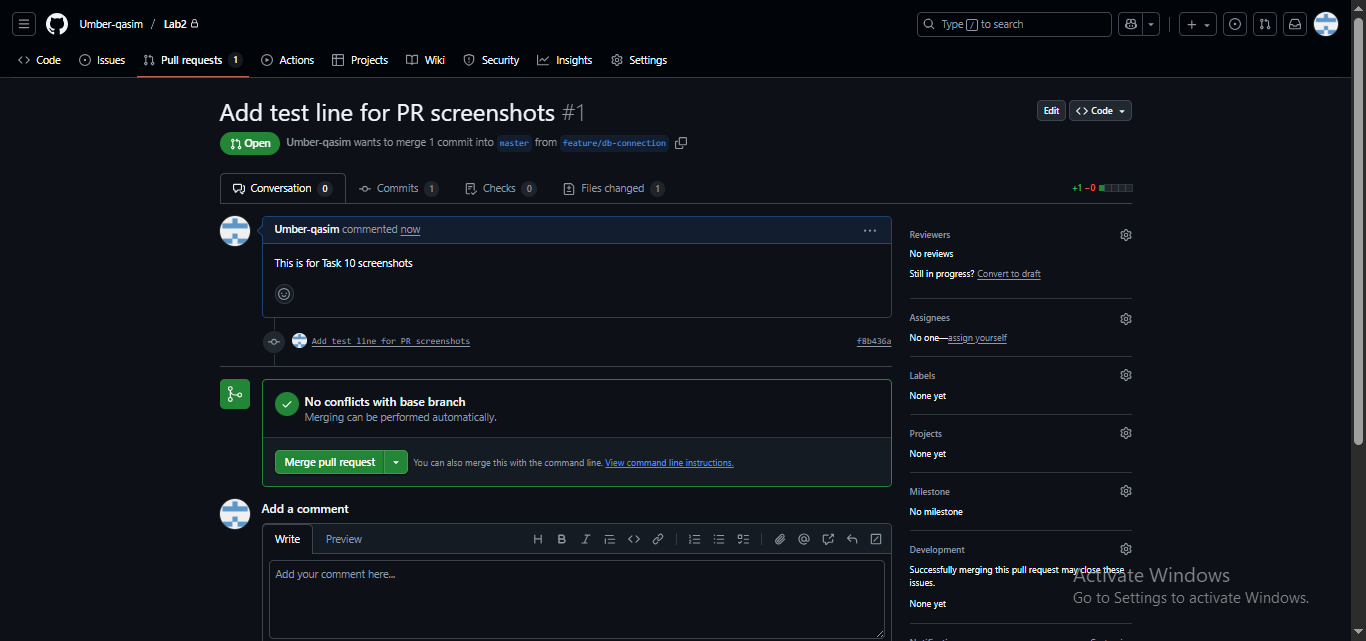 Umber-qasim / Lab2
Type / to search
Code Issues Pull requests 1 Actions Projects Wiki Security Insights Settings
Add test line for PR screenshots #1
Edit Code
Open Umber-qasim wants to merge 1 commit into master from feature/db-connection
Conversation 0 Commits 1 Checks 0 Files changed 1
+1 −0
Umber-qasim commented now
This is for Task 10 screenshots
Add test line for PR screenshots f8b436a
No conflicts with base branch
Merging can be performed automatically.
Merge pull request You can also merge this with the command line. View command line instructions.
Add a comment
Write Preview
Add your comment here...
Reviewers
No reviews
Still in progress? Convert to draft
Assignees
No one—assign yourself
Labels
None yet
Projects
None yet
Milestone
No milestone
Development
Successfully merging this pull request may close these
issues.
None yet
Activate Windows
Go to Settings to activate Windows.